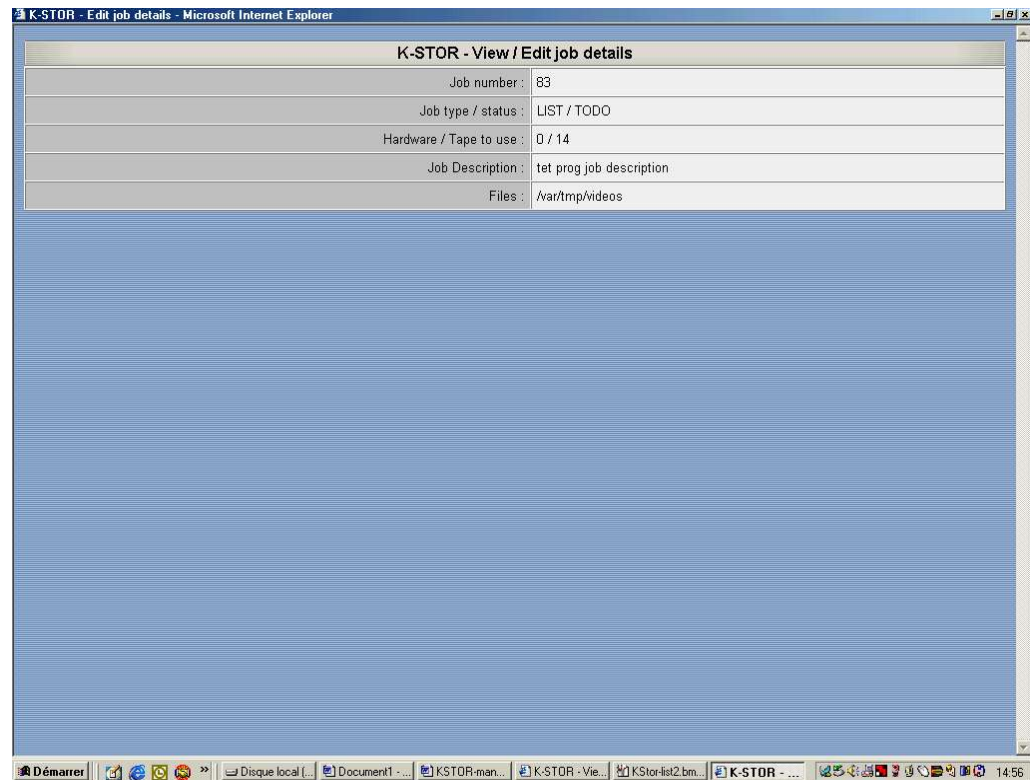 K-STOR - Edit job details - Microsoft Internet Explorer
K-STOR - View / Edit job details
Job number : 83
Job type / status : LIST / TODO
Hardware / Tape to use : 0 / 14
Job Description : tet prog job description
Files : /var/tmp/videos
Démarrer » Disque local (... Document1 - ... KSTOR-man... K-STOR - Vie... KStor-list2.bm... K-STOR - ... 14:56